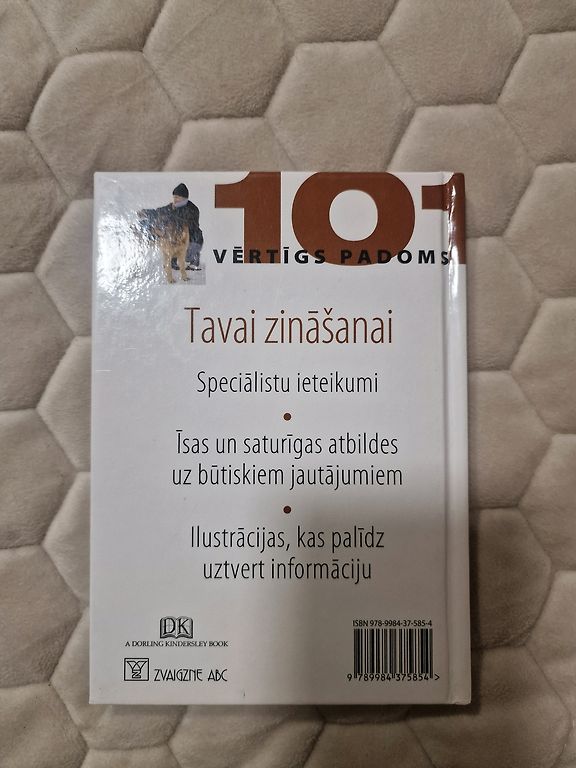 101
VĒRTĪGS PADOMS
Tavai zināšanai
Speciālistu ieteikumi
•
Īsas un saturīgas atbildes
uz būtiskiem jautājumiem
•
Ilustrācijas, kas palīdz
uztvert informāciju
DK
A DORLING KINDERSLEY BOOK
ZVAIGZNE ABC
ISBN 978-9984-37-585-4
9 789984 375854 >